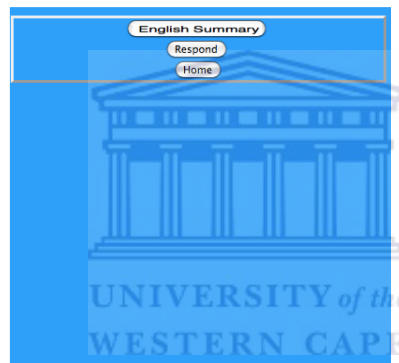 English Summary
Respond
Home
UNIVERSITY of the
WESTERN CAPE